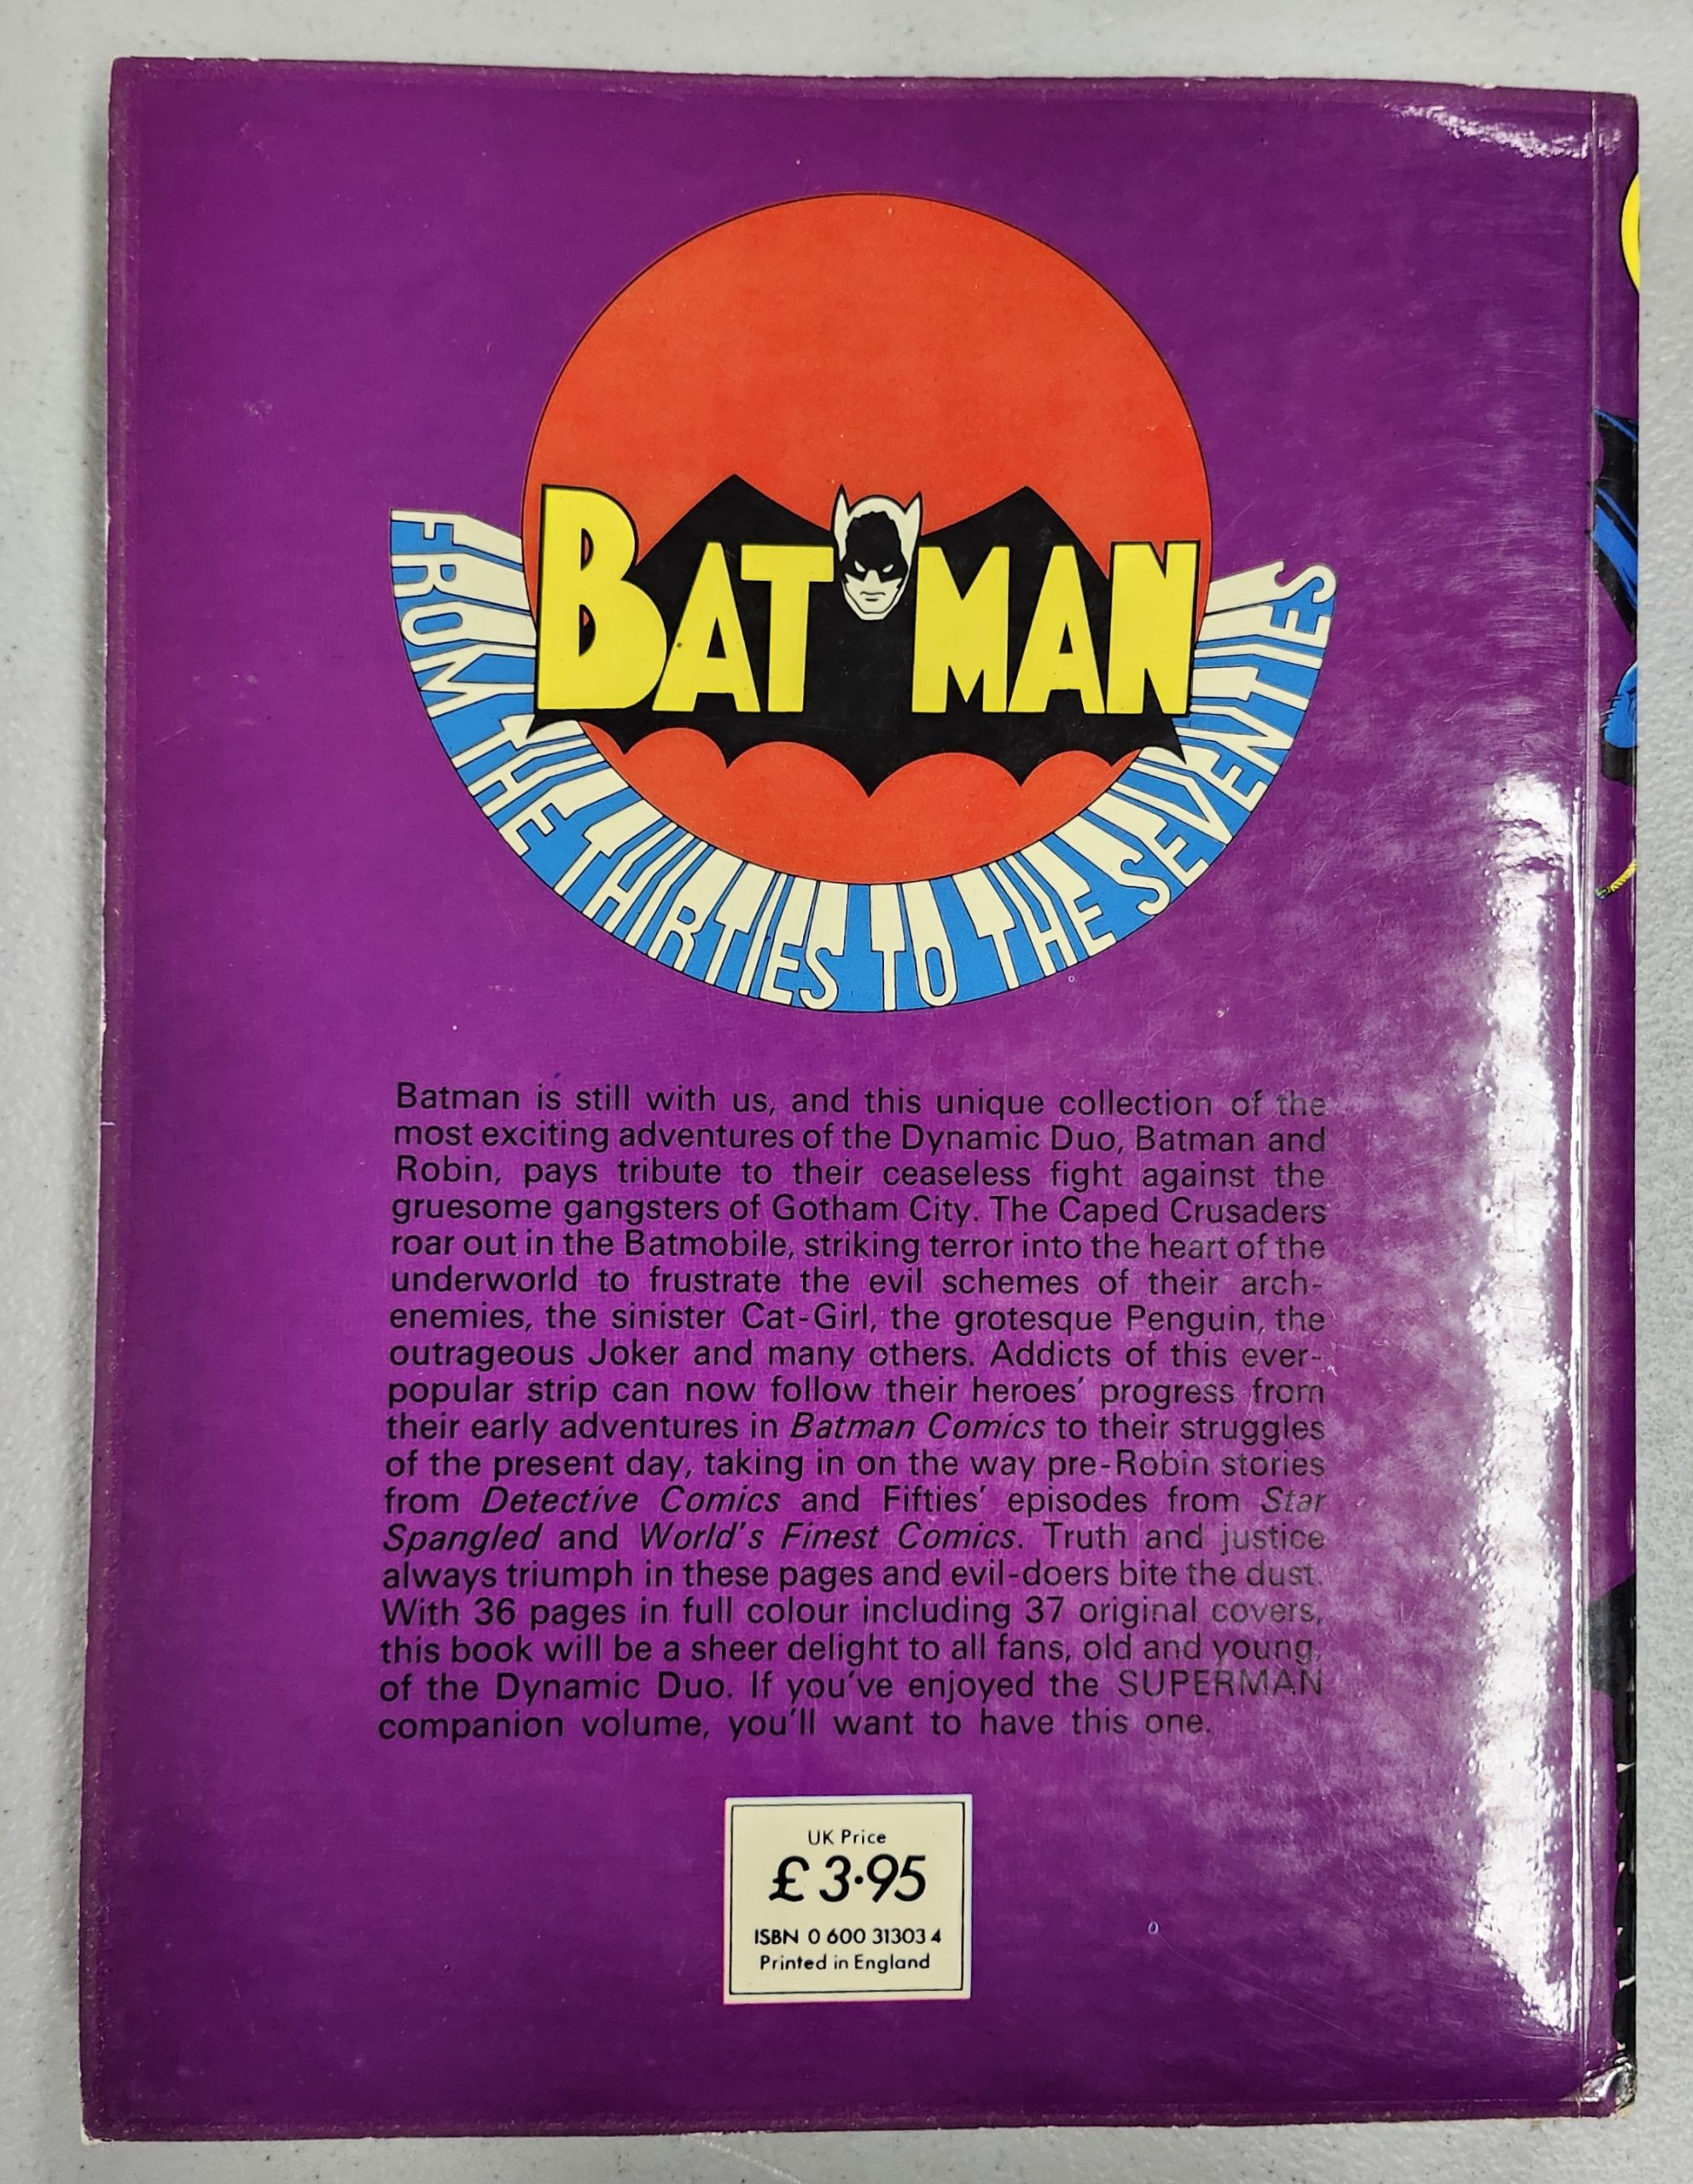 BATMAN
FROM THE THIRTIES TO THE SEVENTIES
Batman is still with us, and this unique collection of the
most exciting adventures of the Dynamic Duo, Batman and
Robin, pays tribute to their ceaseless fight against the
gruesome gangsters of Gotham City. The Caped Crusaders
roar out in the Batmobile, striking terror into the heart of the
underworld to frustrate the evil schemes of their arch-
enemies, the sinister Cat-Girl, the grotesque Penguin, the
outrageous Joker and many others. Addicts of this ever-
popular strip can now follow their heroes' progress from
their early adventures in Batman Comics to their struggles
of the present day, taking in on the way pre-Robin stories
from Detective Comics and Fifties' episodes from Star
Spangled and World's Finest Comics. Truth and justice
always triumph in these pages and evil-doers bite the dust.
With 36 pages in full colour including 37 original covers,
this book will be a sheer delight to all fans, old and young,
of the Dynamic Duo. If you've enjoyed the SUPERMAN
companion volume, you'll want to have this one.
UK Price
£3·95
ISBN 0 600 31303 4
Printed in England